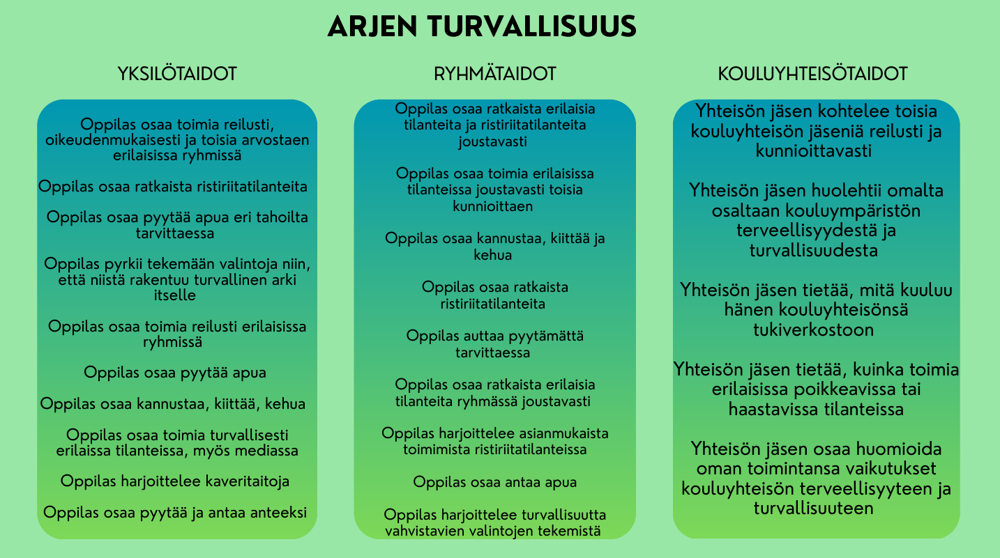 ARJEN TURVALLISUUS
YKSILÖTAIDOT
Oppilas osaa toimia reilusti,
oikeudenmukaisesti ja toisia arvostaen
erilaisissa ryhmissä
Oppilas osaa ratkaista ristiriitatilanteita
Oppilas osaa pyytää apua eri tahoilta
tarvittaessa
Oppilas pyrkii tekemään valintoja niin,
että niistä rakentuu turvallinen arki
itselle
Oppilas osaa toimia reilusti erilaisissa
ryhmissä
Oppilas osaa pyytää apua
Oppilas osaa kannustaa, kiittää, kehua
Oppilas osaa toimia turvallisesti
erilaissa tilanteissa, myös mediassa
Oppilas harjoittelee kaveritaitoja
Oppilas osaa pyytää ja antaa anteeksi
RYHMÄTAIDOT
Oppilas osaa ratkaista erilaisia
tilanteita ja ristiriitatilanteita
joustavasti
Oppilas osaa toimia erilaisissa
tilanteissa joustavasti toisia
kunnioittaen
Oppilas osaa kannustaa, kiittää ja
kehua
Oppilas osaa ratkaista
ristiriitatilanteita
Oppilas auttaa pyytämättä
tarvittaessa
Oppilas osaa ratkaista erilaisia
tilanteita ryhmässä joustavasti
Oppilas harjoittelee asianmukaista
toimimista ristiriitatilanteissa
Oppilas osaa antaa apua
Oppilas harjoittelee turvallisuutta
vahvistavien valintojen tekemistä
KOULUYHTEISÖTAIDOT
Yhteisön jäsen kohtelee toisia
kouluyhteisön jäseniä reilusti ja
kunnioittavasti
Yhteisön jäsen huolehtii omalta
osaltaan kouluympäristön
terveellisyydestä ja
turvallisuudesta
Yhteisön jäsen tietää, mitä kuuluu
hänen kouluyhteisönsä
tukiverkostoon
Yhteisön jäsen tietää, kuinka toimia
erilaisissa poikkeavissa tai
haastavissa tilanteissa
Yhteisön jäsen osaa huomioida
oman toimintansa vaikutukset
kouluyhteisön terveellisyyteen ja
turvallisuuteen